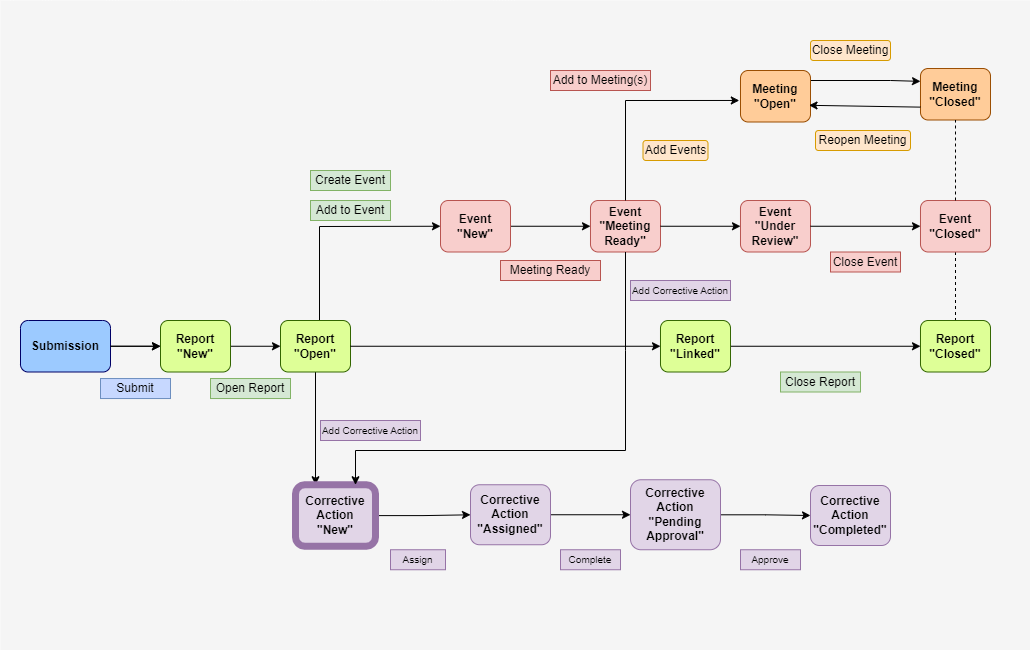 Close Meeting
Add to Meeting(s)
Meeting
"Open"
Meeting
"Closed"
Reopen Meeting
Add Events
Create Event
Add to Event
Event
"New"
Event
"Meeting
Ready"
Event
"Under
Review"
Event
"Closed"
Meeting Ready
Close Event
Add Corrective Action
Submission
Report
"New"
Report
"Open"
Report
"Linked"
Report
"Closed"
Submit
Open Report
Close Report
Add Corrective Action
Corrective
Action
"New"
Corrective
Action
"Assigned"
Corrective
Action
"Pending
Approval"
Corrective
Action
"Completed"
Assign
Complete
Approve